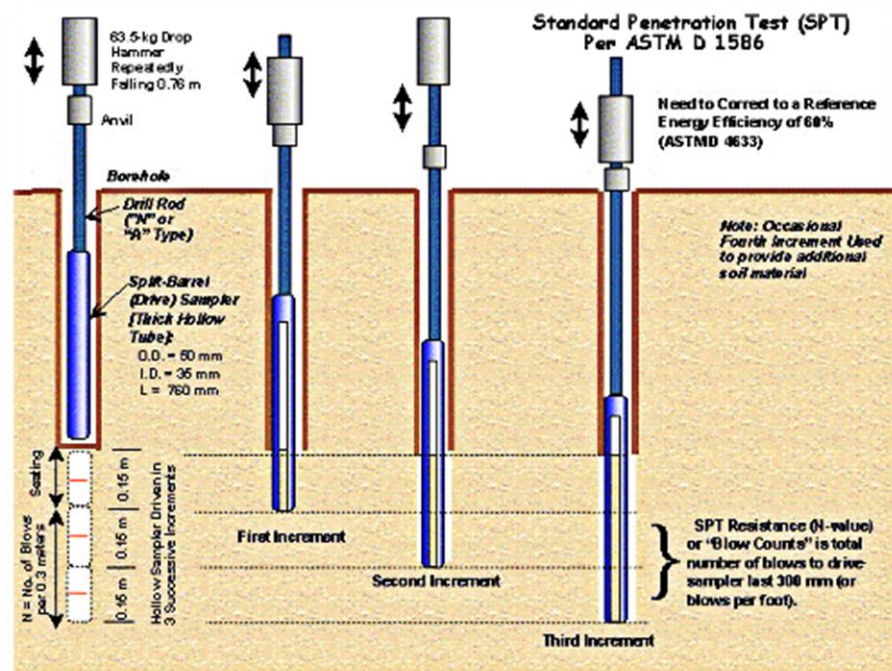 Standard Penetration Test (SPT)
Per ASTM D 1586
63.5-kg Drop
Hammer
Repeatedly
Falling 0.76 m
Anvil
Need to Correct to a Reference
Energy Efficiency of 60%
(ASTMD 4633)
Borehole
Drill Rod
("N" or
"A" Type)
Note: Occasional
Fourth Increment Used
to provide additional
soil material
Split-Barrel
(Drive) Sampler
[Thick Hollow
Tube]:
O.D. = 50 mm
I.D. = 35 mm
L = 760 mm
Seating
0.15 m
0.15 m
0.15 m
N = No. of Blows
per 0.3 meters
Hollow Sampler Driven in
3 Successive Increments
First Increment
Second Increment
Third Increment
SPT Resistance (N-value)
or "Blow Counts" is total
number of blows to drive
sampler last 300 mm (or
blows per foot).